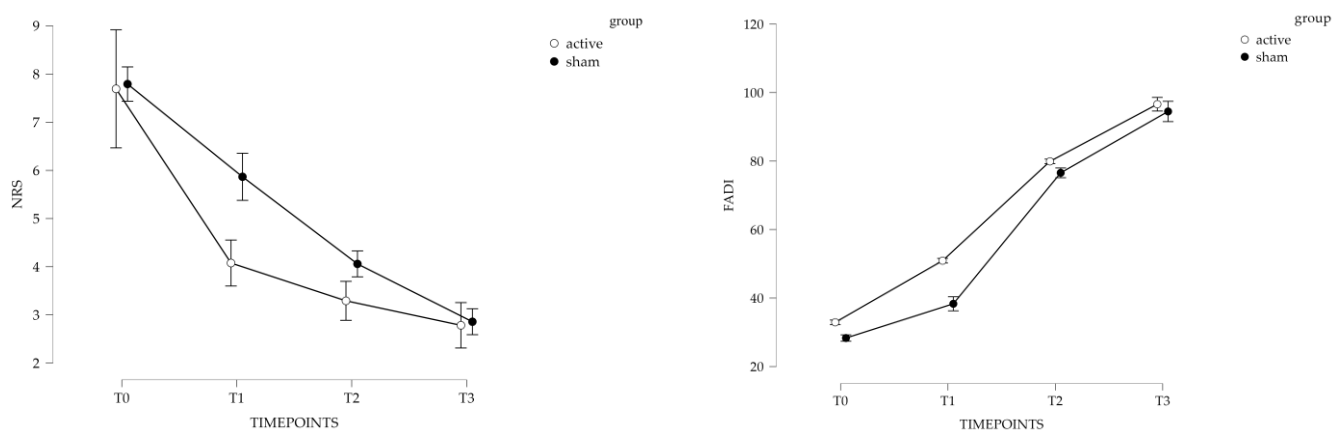 group
active
sham
9
8
7
6
5
4
3
2
NRS
T0 T1 T2 T3
TIMEPOINTS
group
active
sham
120
100
80
60
40
20
FADI
T0 T1 T2 T3
TIMEPOINTS